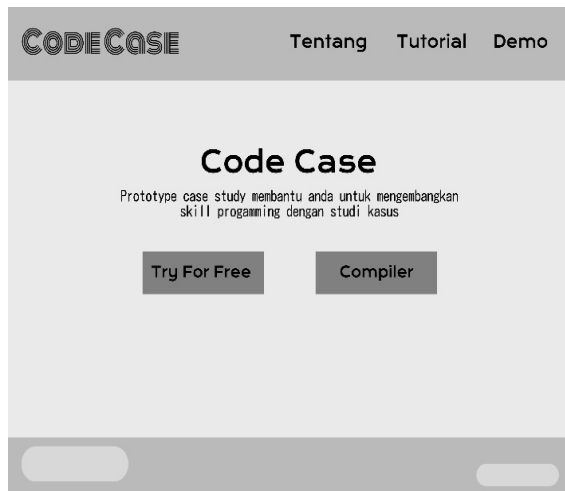 CODECASE
Tentang Tutorial Demo
Code Case
Prototype case study membantu anda untuk mengembangkan
skill progamming dengan studi kasus
Try For Free Compiler